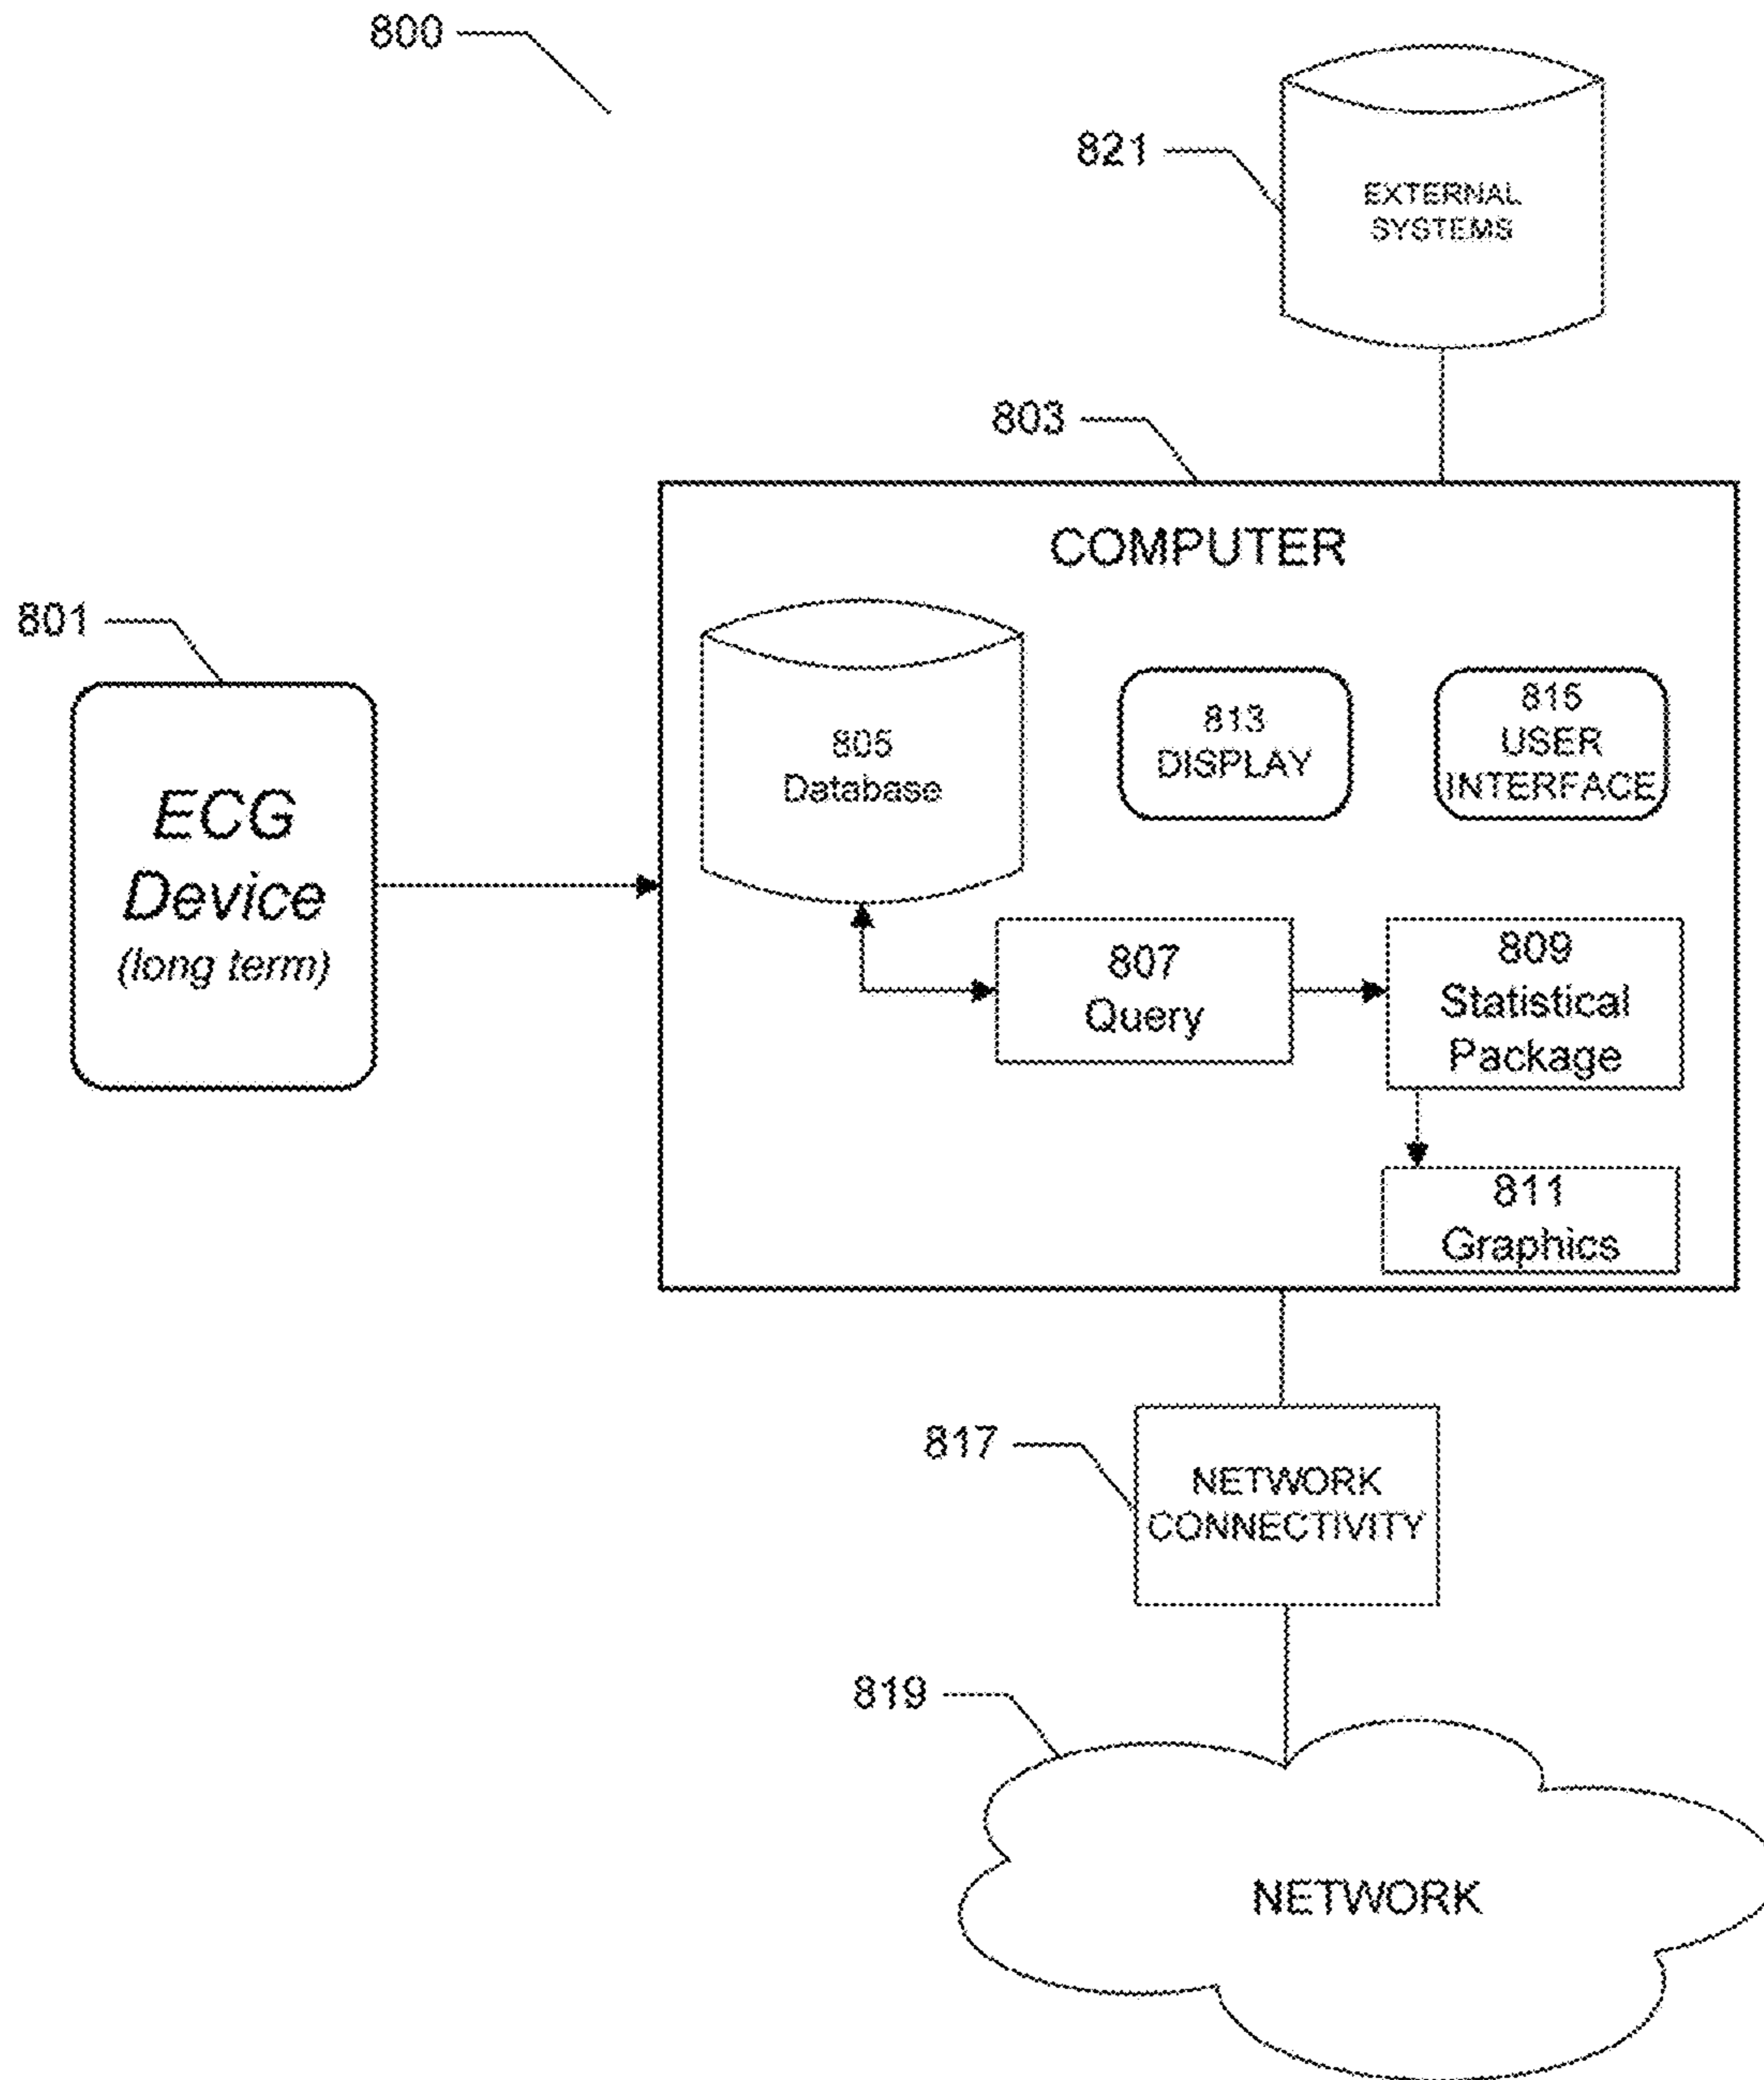 800
821
EXTERNAL
SYSTEMS
803
COMPUTER
801
ECG
Device
(long term)
805
Database
813
DISPLAY
815
USER
INTERFACE
807
Query
809
Statistical
Package
811
Graphics
817
NETWORK
CONNECTIVITY
819
NETWORK